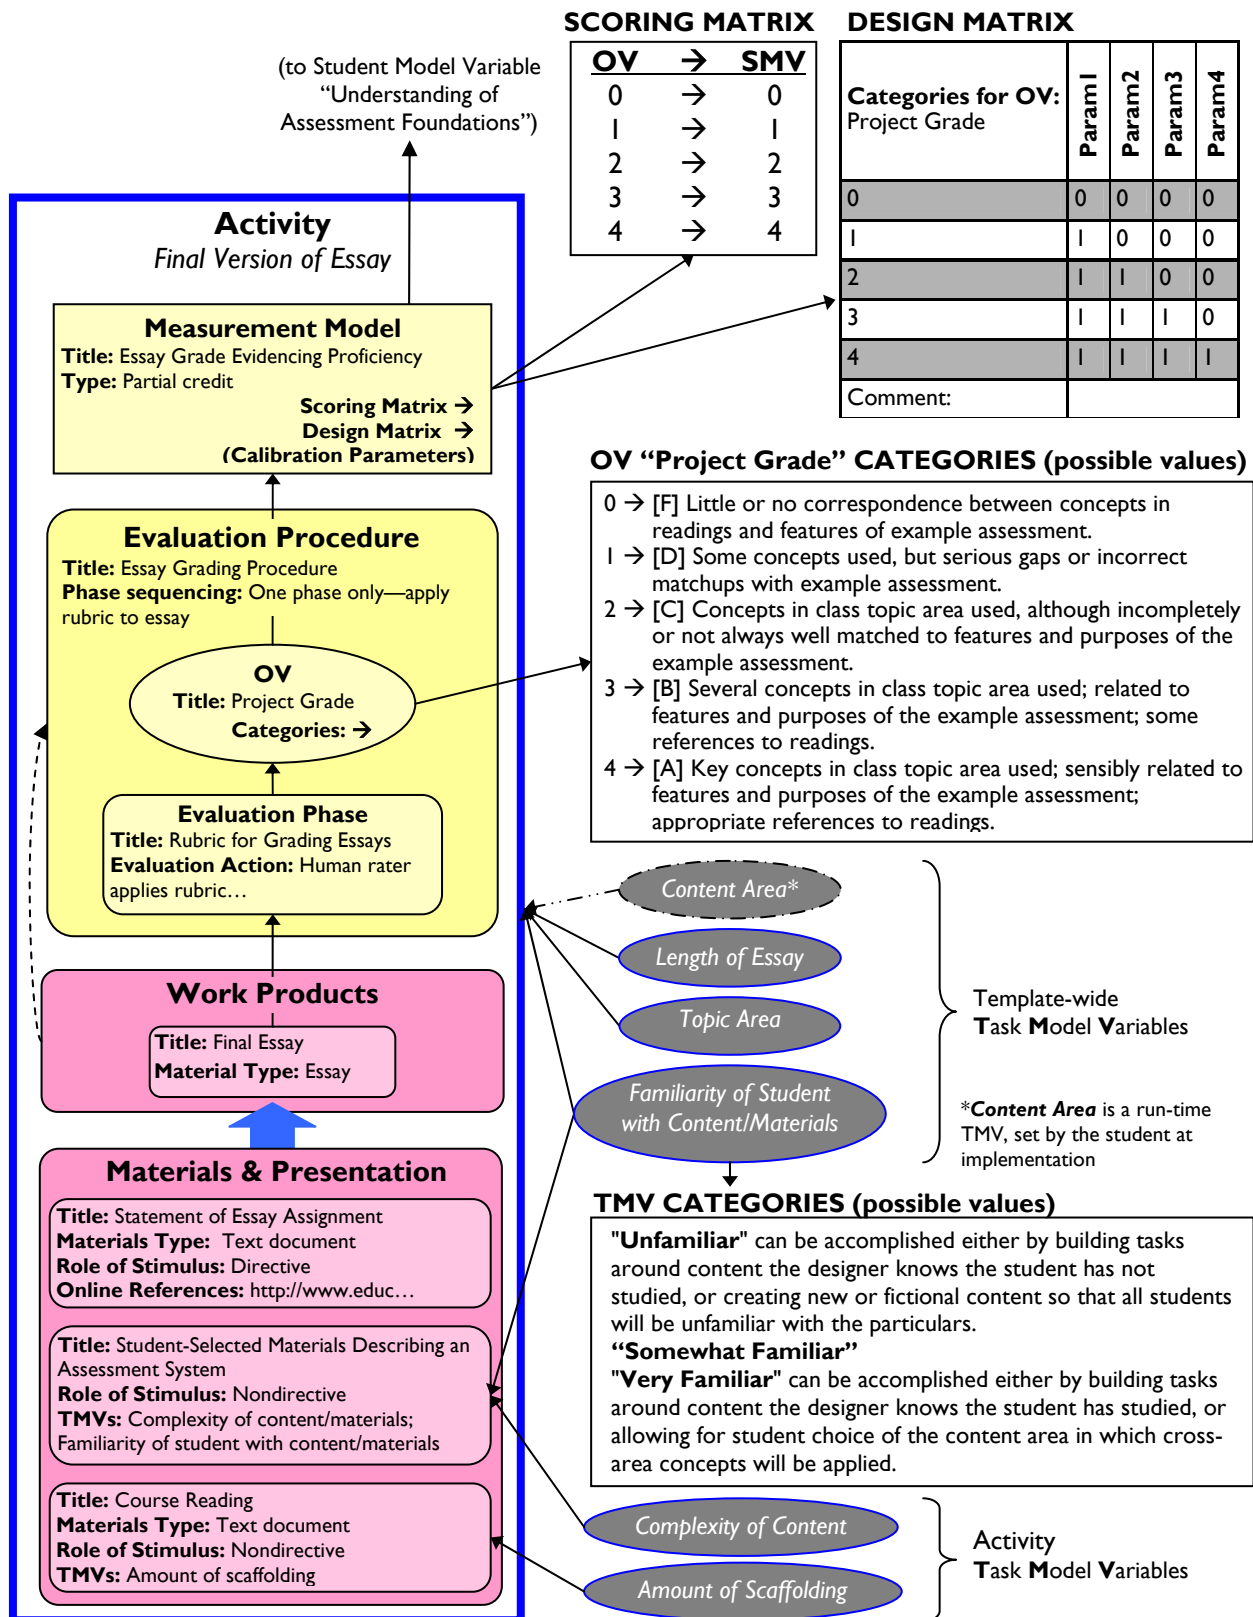 SCORING MATRIX
OV → SMV
0 → 0
1 → 1
2 → 2
3 → 3
4 → 4
DESIGN MATRIX
Categories for OV:
Project Grade
Param1
Param2
Param3
Param4
0 0 0 0 0
1 1 0 0 0
2 1 1 0 0
3 1 1 1 0
4 1 1 1 1
Comment:
(to Student Model Variable
“Understanding of
Assessment Foundations”)
Activity
Final Version of Essay
Measurement Model
Title: Essay Grade Evidencing Proficiency
Type: Partial credit
Scoring Matrix →
Design Matrix →
(Calibration Parameters)
Evaluation Procedure
Title: Essay Grading Procedure
Phase sequencing: One phase only—apply
rubric to essay
OV
Title: Project Grade
Categories: →
Evaluation Phase
Title: Rubric for Grading Essays
Evaluation Action: Human rater
applies rubric…
Work Products
Title: Final Essay
Material Type: Essay
Materials & Presentation
Title: Statement of Essay Assignment
Materials Type: Text document
Role of Stimulus: Directive
Online References: http://www.educ…
Title: Student-Selected Materials Describing an
Assessment System
Role of Stimulus: Nondirective
TMVs: Complexity of content/materials;
Familiarity of student with content/materials
Title: Course Reading
Materials Type: Text document
Role of Stimulus: Nondirective
TMVs: Amount of scaffolding
OV “Project Grade” CATEGORIES (possible values)
0 → [F] Little or no correspondence between concepts in
readings and features of example assessment.
1 → [D] Some concepts used, but serious gaps or incorrect
matchups with example assessment.
2 → [C] Concepts in class topic area used, although incompletely
or not always well matched to features and purposes of the
example assessment.
3 → [B] Several concepts in class topic area used; related to
features and purposes of the example assessment; some
references to readings.
4 → [A] Key concepts in class topic area used; sensibly related to
features and purposes of the example assessment;
appropriate references to readings.
Content Area*
Length of Essay
Topic Area
Familiarity of Student
with Content/Materials
Template-wide
Task Model Variables
*Content Area is a run-time
TMV, set by the student at
implementation
TMV CATEGORIES (possible values)
"Unfamiliar" can be accomplished either by building tasks
around content the designer knows the student has not
studied, or creating new or fictional content so that all students
will be unfamiliar with the particulars.
“Somewhat Familiar”
"Very Familiar" can be accomplished either by building tasks
around content the designer knows the student has studied, or
allowing for student choice of the content area in which cross-
area concepts will be applied.
Complexity of Content
Amount of Scaffolding
Activity
Task Model Variables